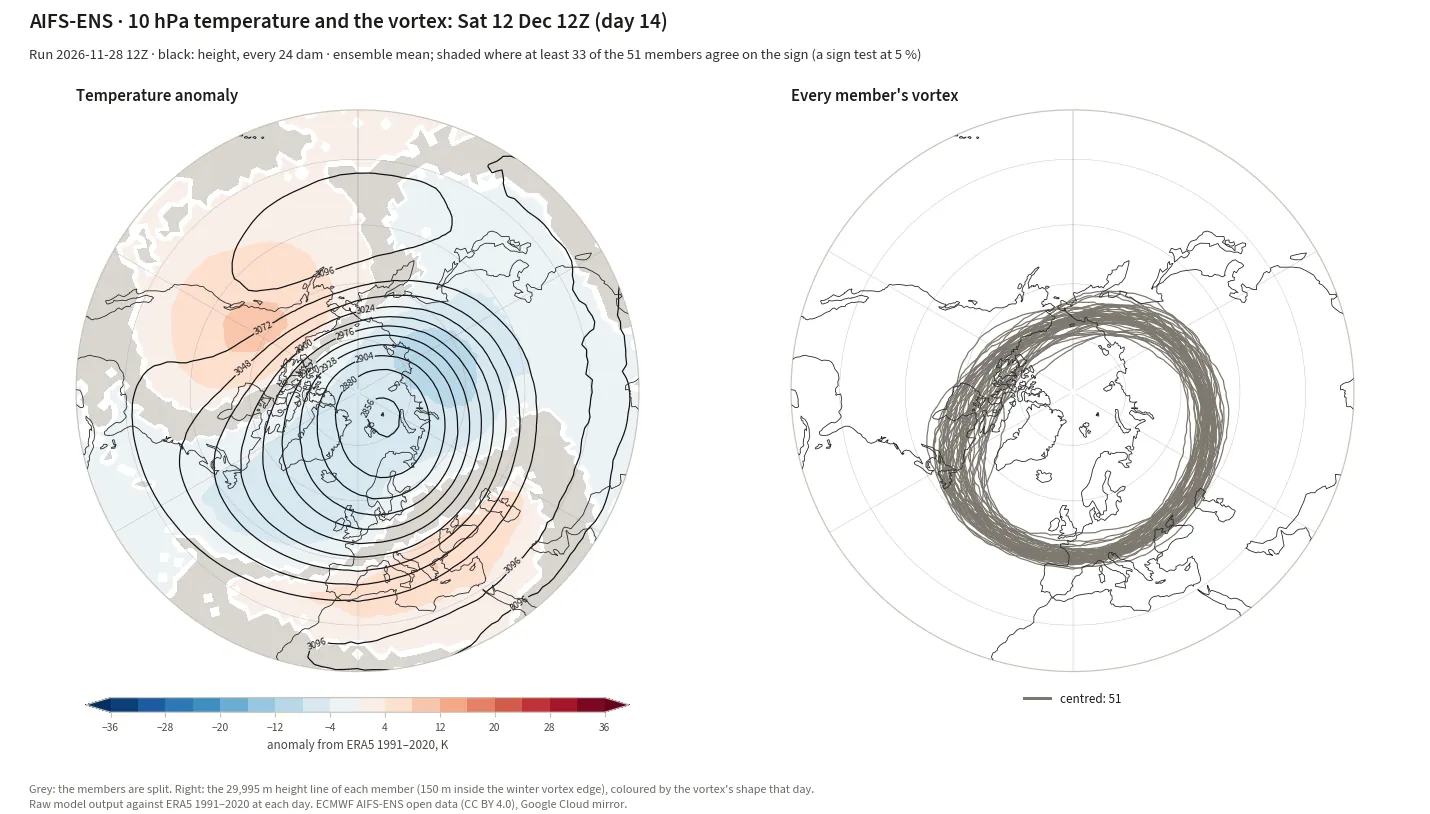 AIFS-ENS · 10 hPa temperature and the vortex: Sat 12 Dec 12Z (day 14)
Run 2026-11-28 12Z · black: height, every 24 dam · ensemble mean; shaded where at least 33 of the 51 members agree on the sign (a sign test at 5 %)
Temperature anomaly
Every member's vortex
3096
3024
3072
2976
3000
2904
3048
2928
2880
2856
3096
3096
3096
centred: 51
−36 −28 −20 −12 −4 4 12 20 28 36
anomaly from ERA5 1991–2020, K
Grey: the members are split. Right: the 29,995 m height line of each member (150 m inside the winter vortex edge), coloured by the vortex's shape that day.
Raw model output against ERA5 1991–2020 at each day. ECMWF AIFS-ENS open data (CC BY 4.0), Google Cloud mirror.